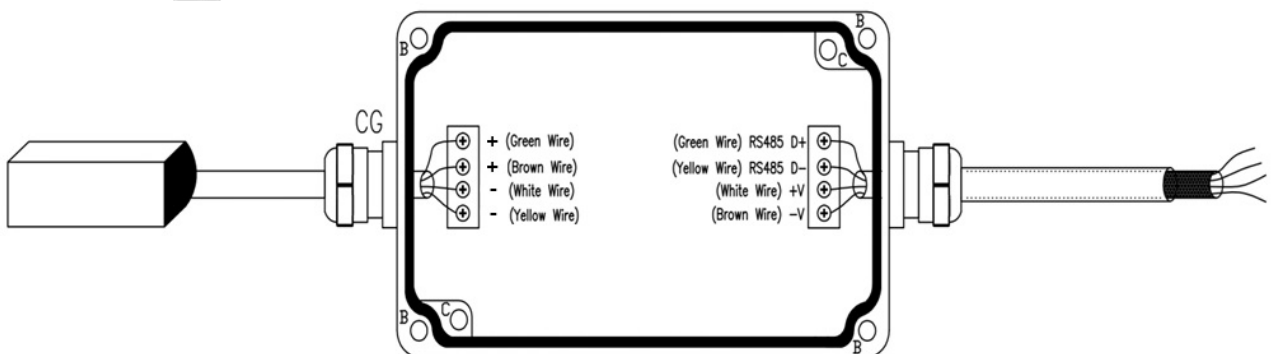 B
B
C
CG
+ (Green Wire)
+ (Brown Wire)
- (White Wire)
- (Yellow Wire)
(Green Wire) RS485 D+
(Yellow Wire) RS485 D-
(White Wire) +V
(Brown Wire) -V
C
B
B